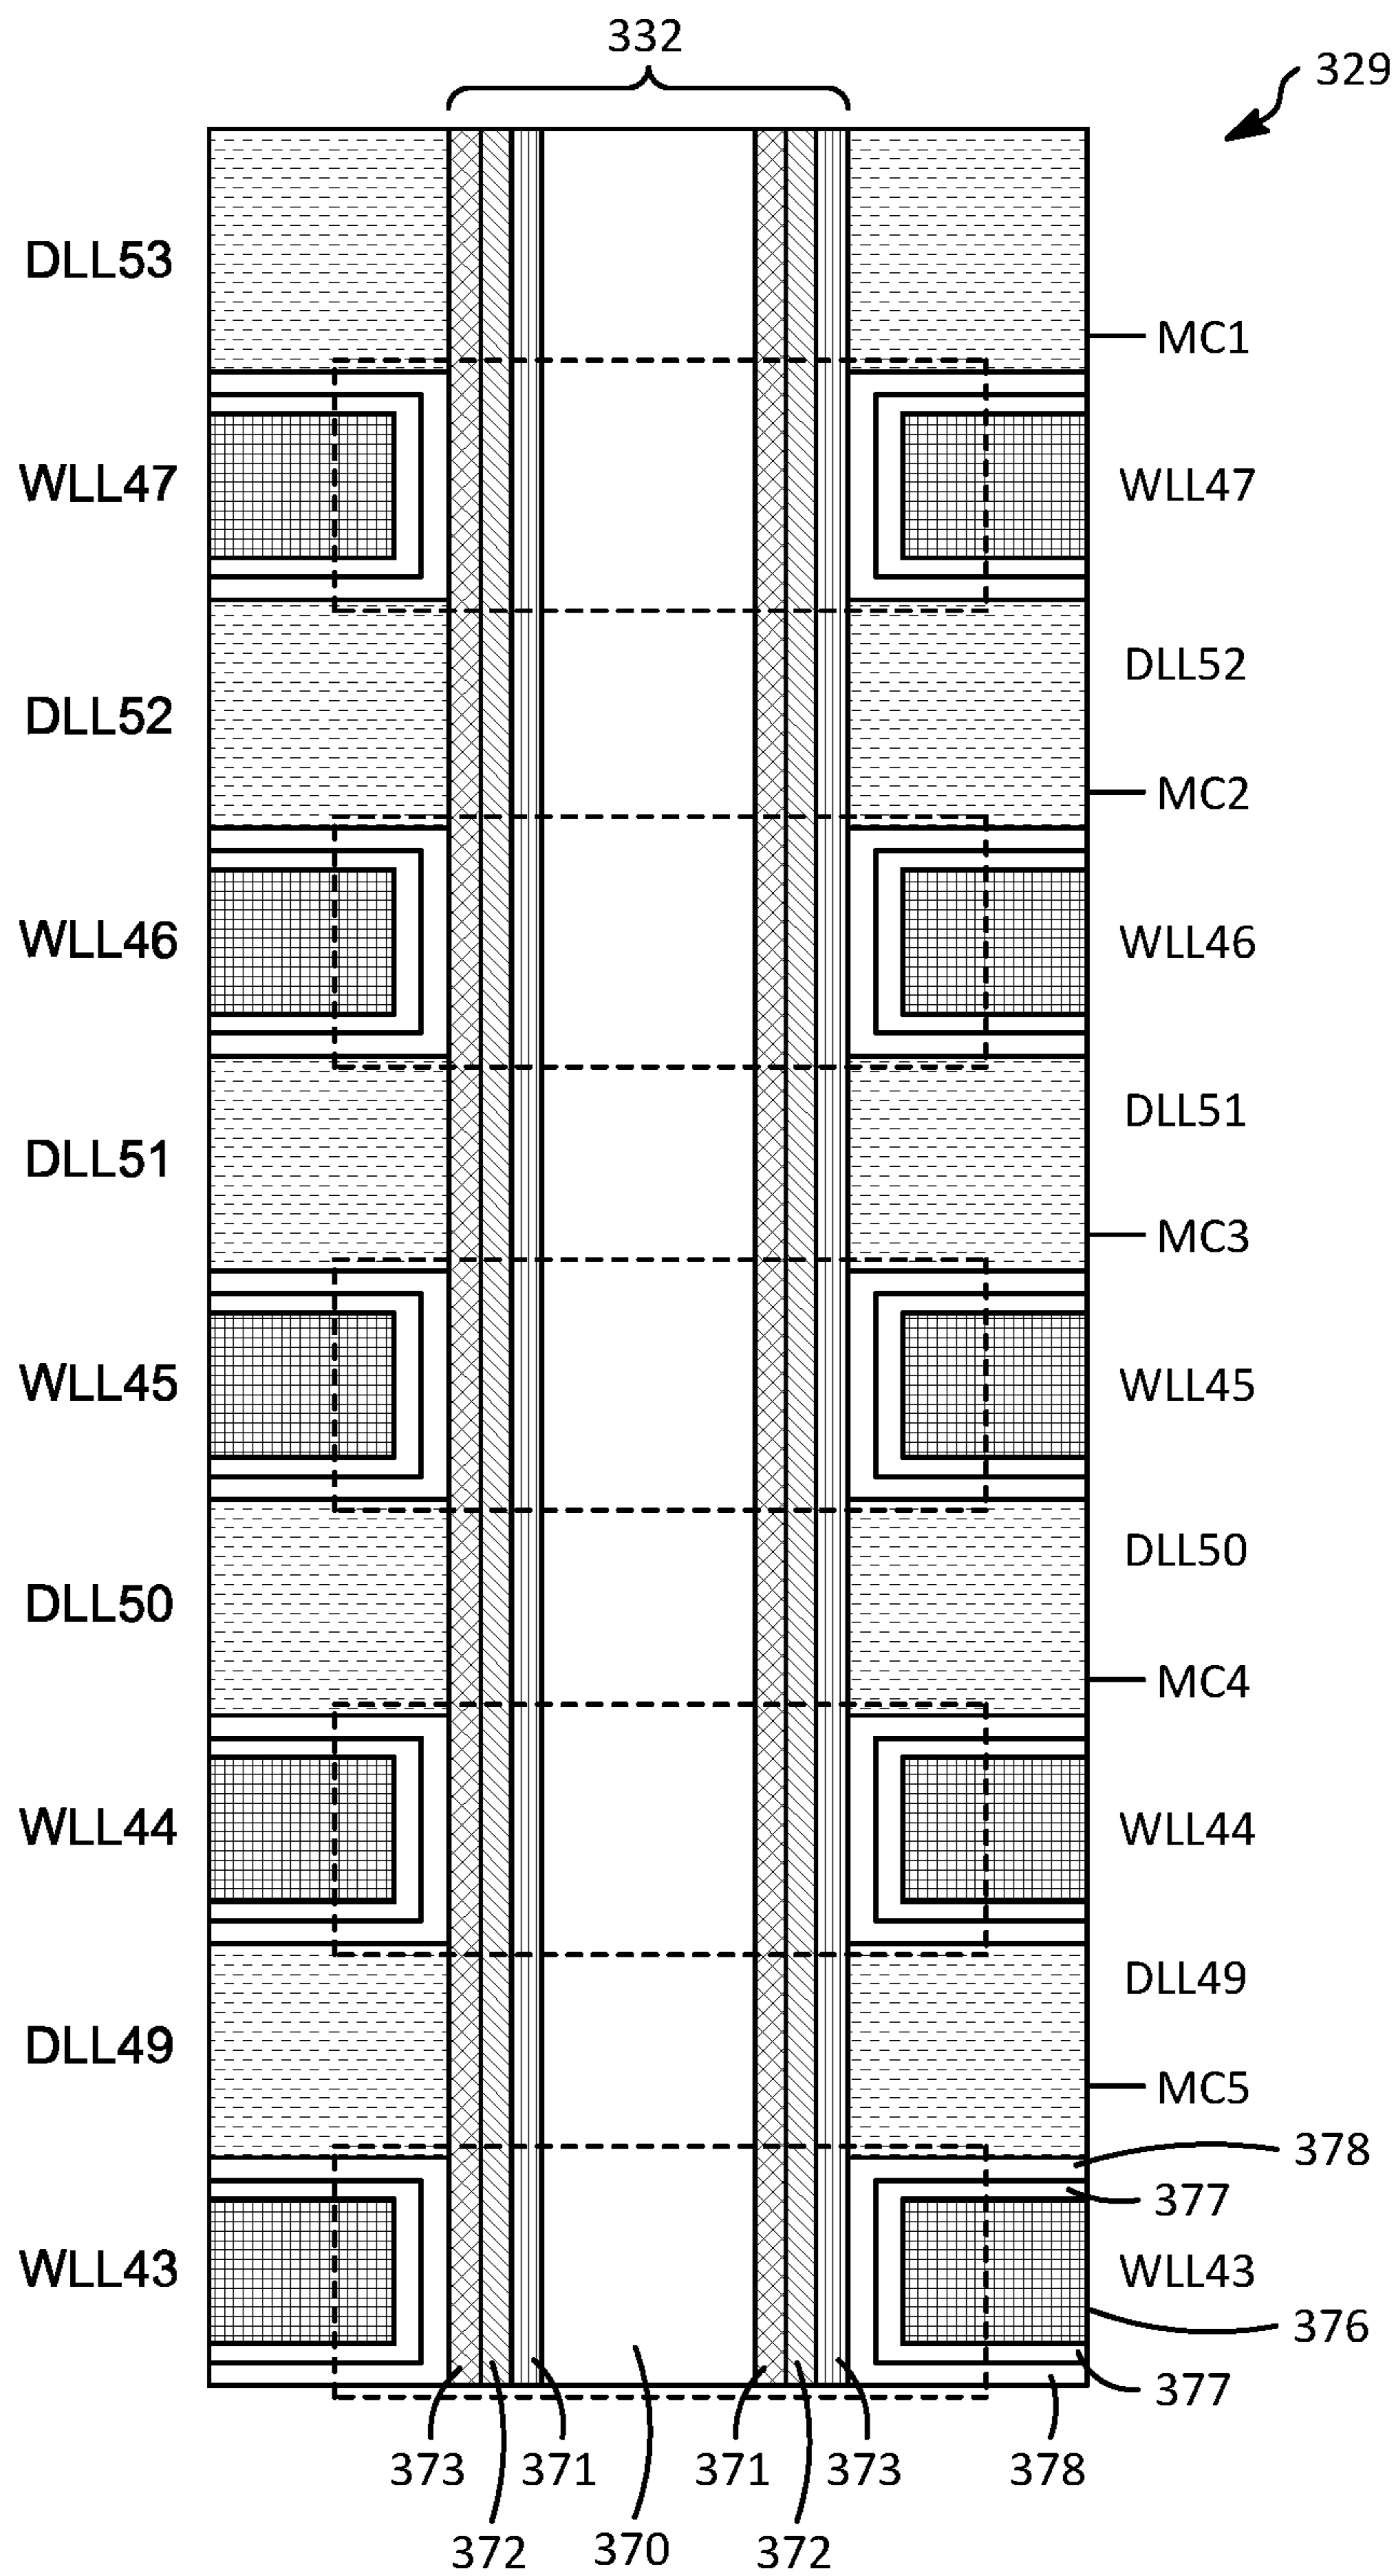 332
329
DLL53
MC1
WLL47 WLL47
DLL52
DLL52
MC2
WLL46 WLL46
DLL51
DLL51
MC3
WLL45 WLL45
DLL50
DLL50
MC4
WLL44 WLL44
DLL49
DLL49
MC5
378
377
WLL43 WLL43
376
377
373 371 371 373 378
372 370 372